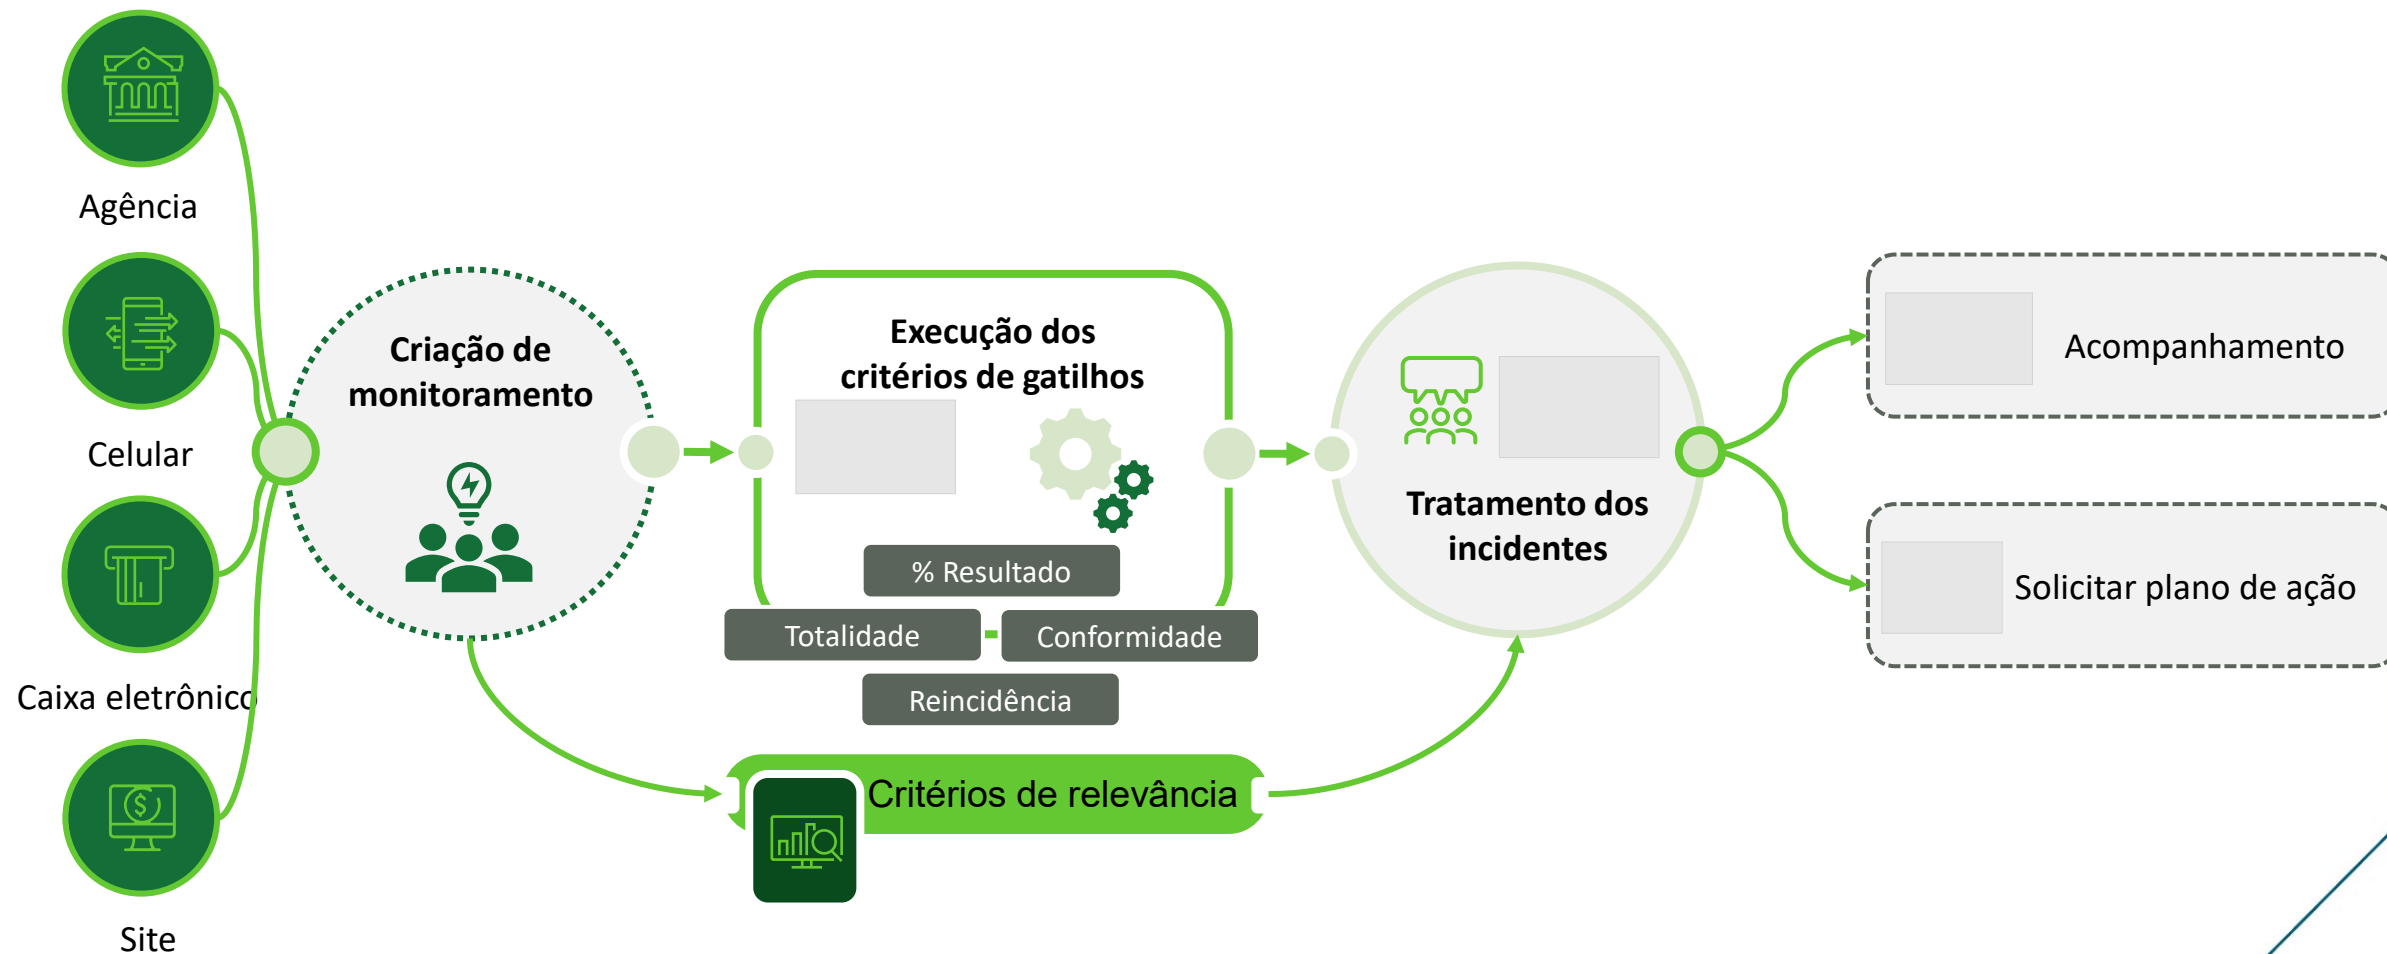 Agência
Celular
Caixa eletrônico
Site
Criação de
monitoramento
Execução dos
critérios de gatilhos
% Resultado
Totalidade
Conformidade
Reincidência
Critérios de relevância
Tratamento dos
incidentes
Acompanhamento
Solicitar plano de ação